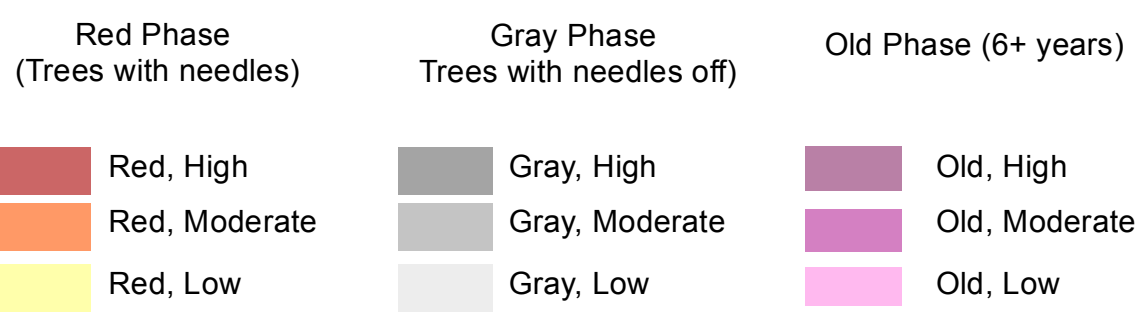 Red Phase
(Trees with needles)
Gray Phase
Trees with needles off)
Old Phase (6+ years)
Red, High
Gray, High
Old, High
Red, Moderate
Gray, Moderate
Old, Moderate
Red, Low
Gray, Low
Old, Low